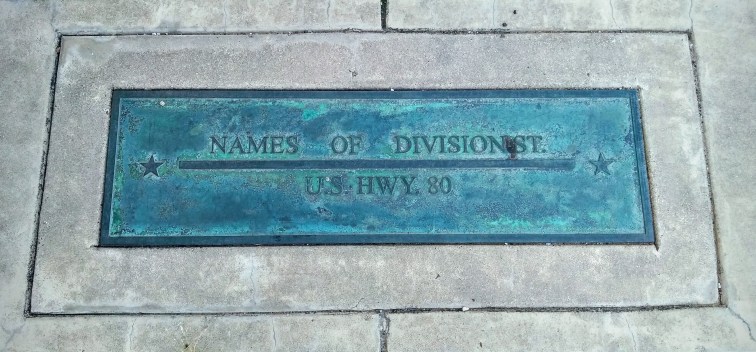 NAMES OF DIVISION ST.
U.S. HWY. 80